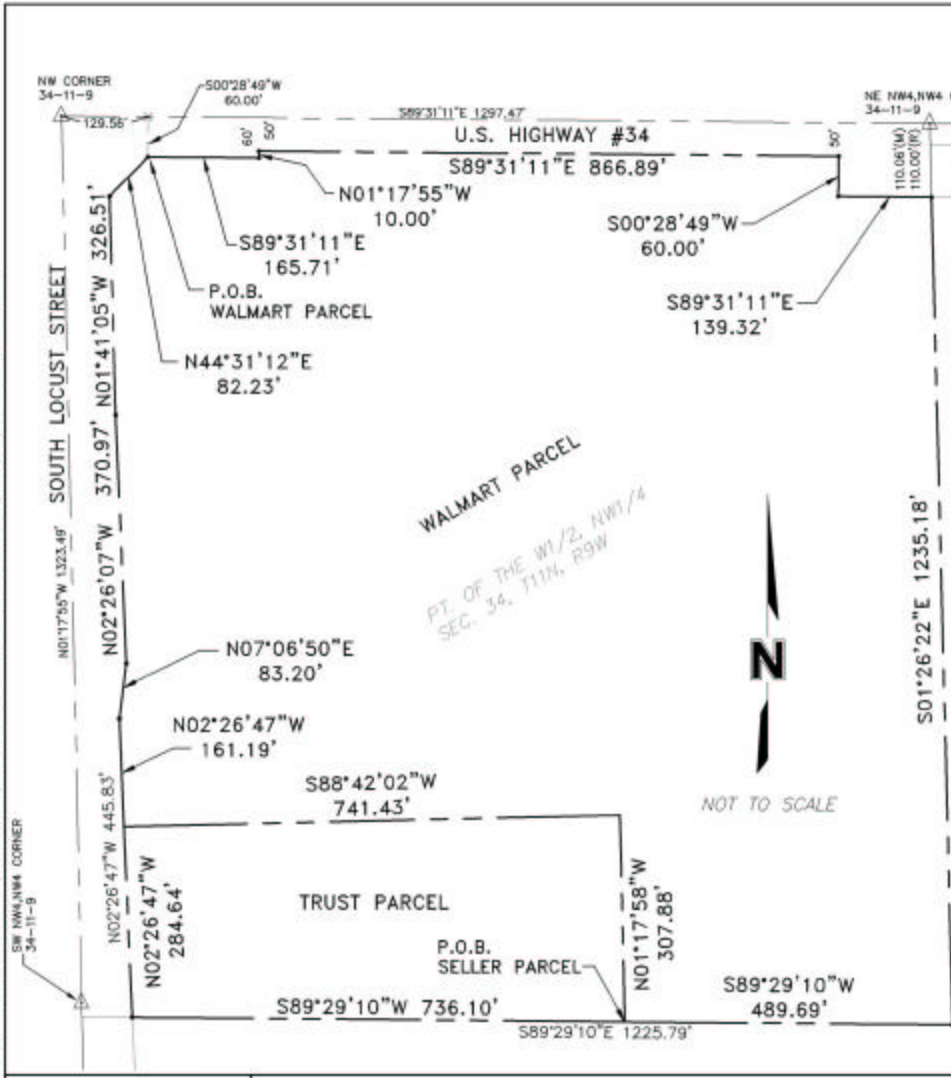 NW CORNER
34-11-9
S00°28'49"W
60.00'
129.56'
S89°31'11"E 1297.47'
NE NW4,NW4
34-11-9
U.S. HIGHWAY #34
60'
50'
50'
110.06'(M)
110.00'(R)
S89°31'11"E 866.89'
N01°17'55"W
10.00'
S00°28'49"W
60.00'
S89°31'11"E
165.71'
S89°31'11"E
139.32'
P.O.B.
WALMART PARCEL
N44°31'12"E
82.23'
SOUTH LOCUST STREET
N01°41'05"W 326.51'
N02°26'07"W 370.97'
N01°17'55"W 1323.49'
WALMART PARCEL
PT. OF THE W1/2, NW1/4
SEC. 34, T11N, R9W
N
NOT TO SCALE
S01°26'22"E 1235.18'
N07°06'50"E
83.20'
N02°26'47"W
161.19'
S88°42'02"W
741.43'
N02°26'47"W 445.83'
SW NW4,NW4 CORNER
34-11-9
N02°26'47"W
284.64'
TRUST PARCEL
N01°17'58"W
307.88'
P.O.B.
SELLER PARCEL
S89°29'10"W
489.69'
S89°29'10"W 736.10'
S89°29'10"E 1225.79'